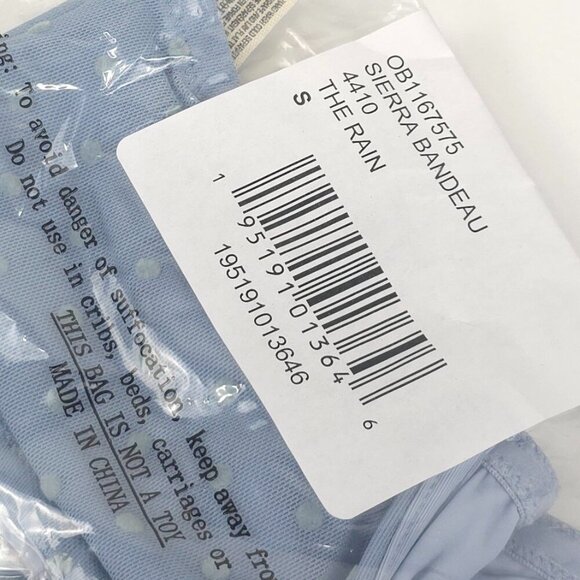 OB1167575
SIERRA BANDEAU
4410
THE RAIN
S
1 95191 01364 6
195191013646
ing: To avoid danger of suffocation, keep away fro
Do not use in cribs, beds, carriages or
THIS BAG IS NOT A TOY
MADE IN CHINA